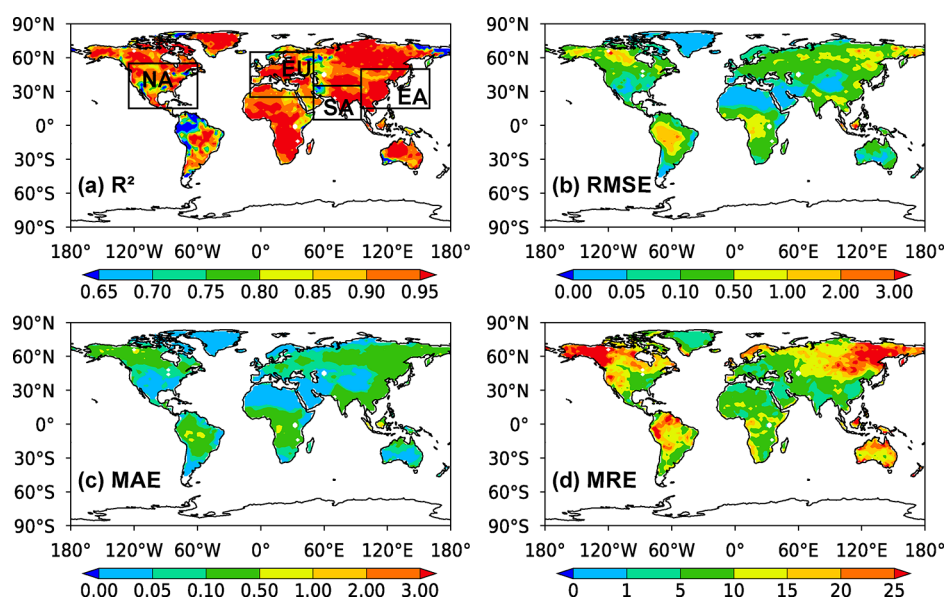 90°N
60°N
30°N
0°
30°S
60°S
90°S
NA
EU
SA
EA
(a) R²
180° 120°W 60°W 0° 60°E 120°E 180°
0.65 0.70 0.75 0.80 0.85 0.90 0.95
90°N
60°N
30°N
0°
30°S
60°S
90°S
(b) RMSE
180° 120°W 60°W 0° 60°E 120°E 180°
0.00 0.05 0.10 0.50 1.00 2.00 3.00
90°N
60°N
30°N
0°
30°S
60°S
90°S
(c) MAE
180° 120°W 60°W 0° 60°E 120°E 180°
0.00 0.05 0.10 0.50 1.00 2.00 3.00
90°N
60°N
30°N
0°
30°S
60°S
90°S
(d) MRE
180° 120°W 60°W 0° 60°E 120°E 180°
0 1 5 10 15 20 25